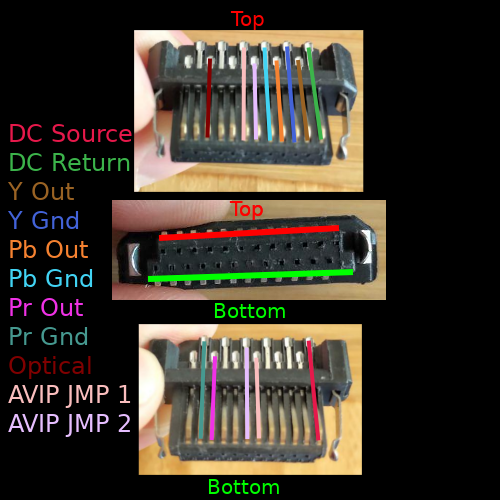 Top
DC Source
DC Return
Y Out
Y Gnd
Pb Out
Pb Gnd
Pr Out
Pr Gnd
Optical
AVIP JMP 1
AVIP JMP 2
Top
Bottom
Bottom